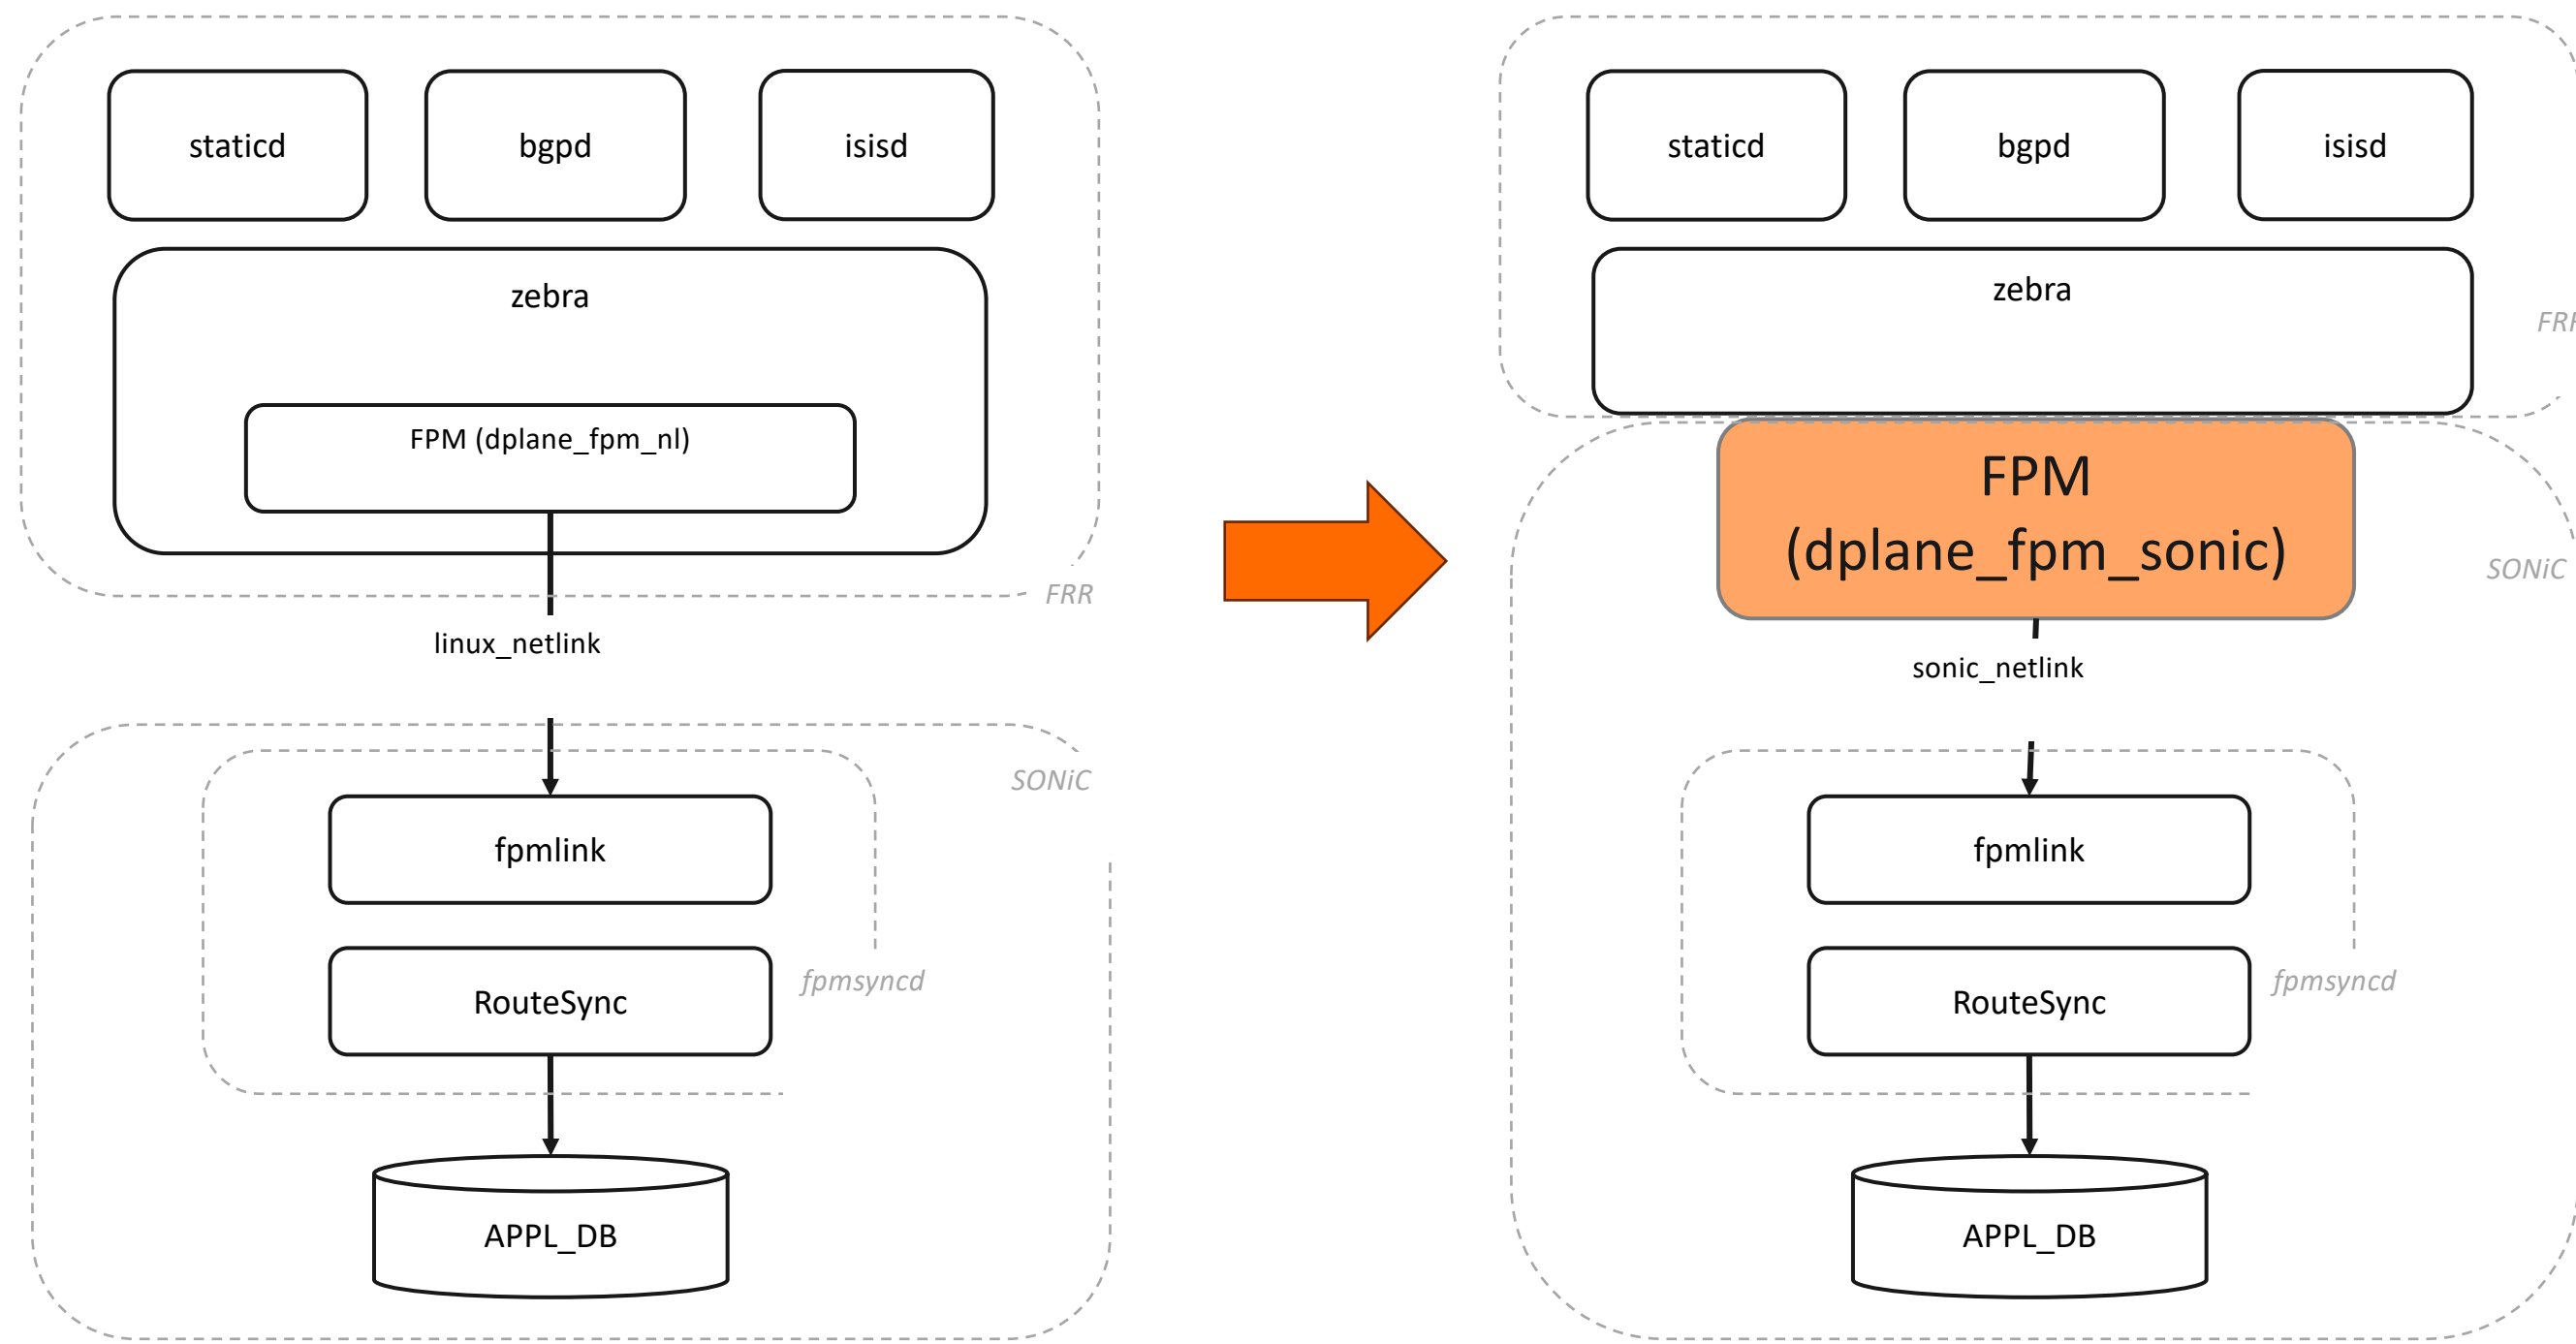 staticd
bgpd
isisd
zebra
FPM (dplane_fpm_nl)
FRR
linux_netlink
SONiC
fpmlink
RouteSync
fpmsyncd
APPL_DB
staticd
bgpd
isisd
zebra
FRR
FPM
(dplane_fpm_sonic)
SONiC
sonic_netlink
fpmlink
RouteSync
fpmsyncd
APPL_DB